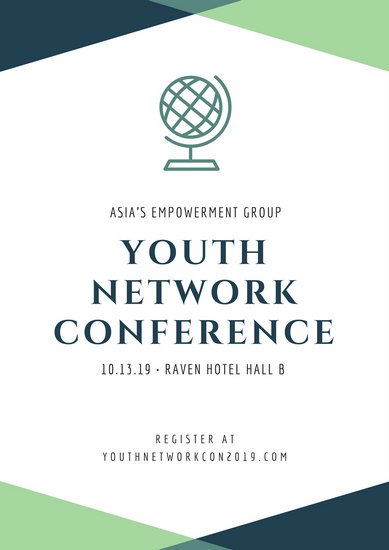 ASIA'S EMPOWERMENT GROUP
YOUTH
NETWORK
CONFERENCE
10.13.19 • RAVEN HOTEL HALL B
REGISTER AT
YOUTHNETWORKCON2019.COM